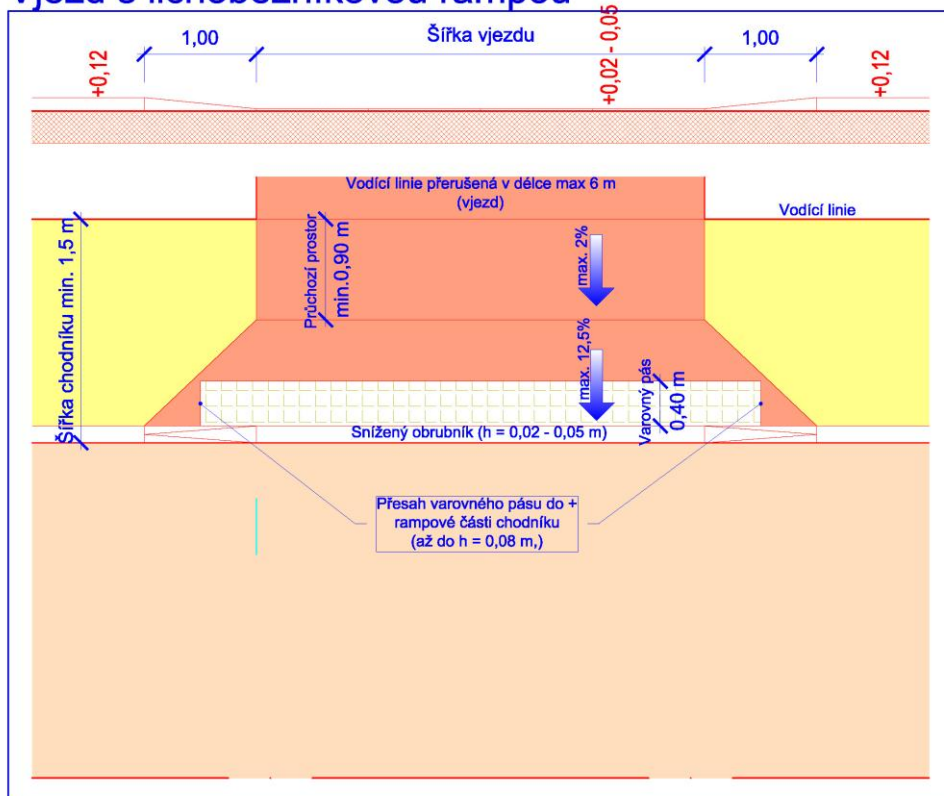 Vjezd s lichoběžníkovou rampou
1,00
Šířka vjezdu
1,00
+0,12
+0,02 - 0,05
+0,12
Vodící linie přerušená v délce max 6 m
(vjezd)
Vodící linie
Šířka chodníku min. 1,5 m
Průchozí prostor
min.0,90 m
max. 2%
max. 12,5%
Varovný pás
0,40 m
Snížený obrubník (h = 0,02 - 0,05 m)
Přesah varovného pásu do +
rampové části chodníku
(až do h = 0,08 m,)